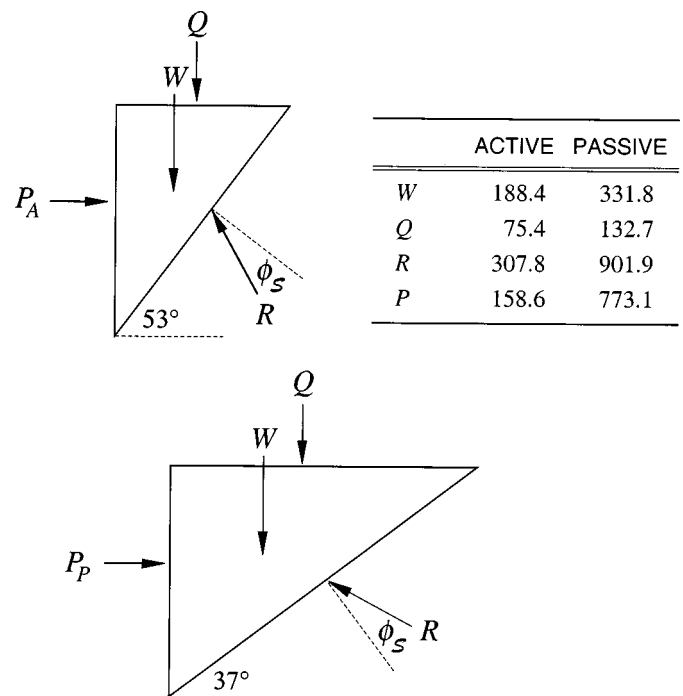 Q
W
P_A
ϕ_S
R
53°
ACTIVE PASSIVE
W 188.4 331.8
Q 75.4 132.7
R 307.8 901.9
P 158.6 773.1
Q
W
P_P
ϕ_S R
37°